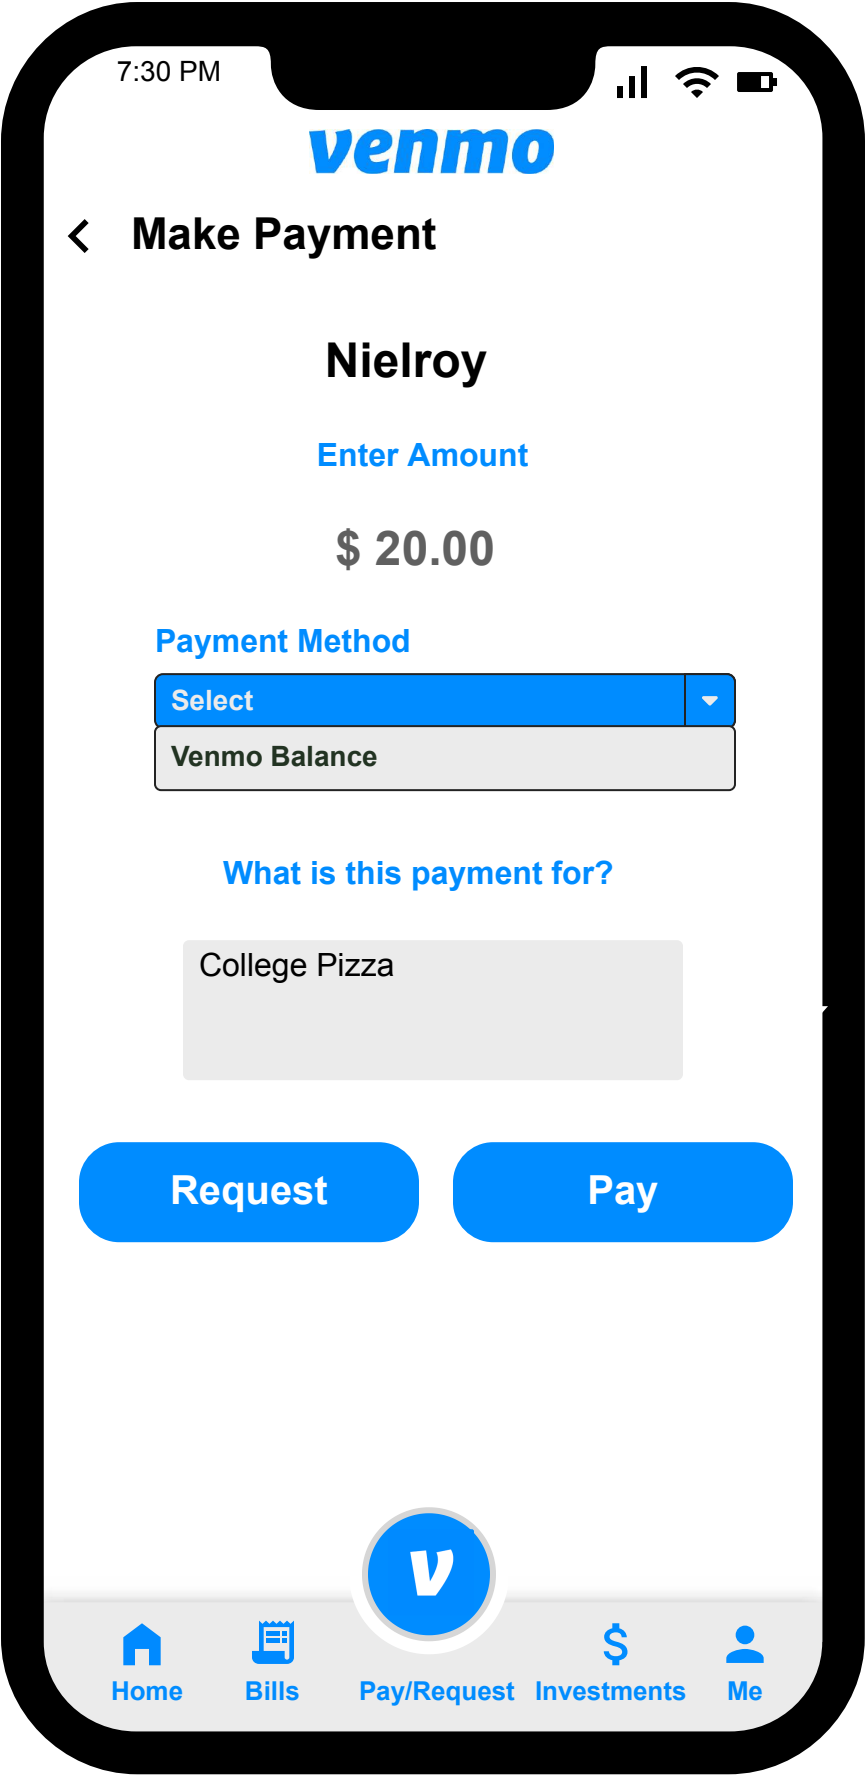 7:30 PM
venmo
Make Payment
Nielroy
Enter Amount
$ 20.00
Payment Method
Select
Venmo Balance
What is this payment for?
College Pizza
Request Pay
v
Home Bills Pay/Request Investments Me